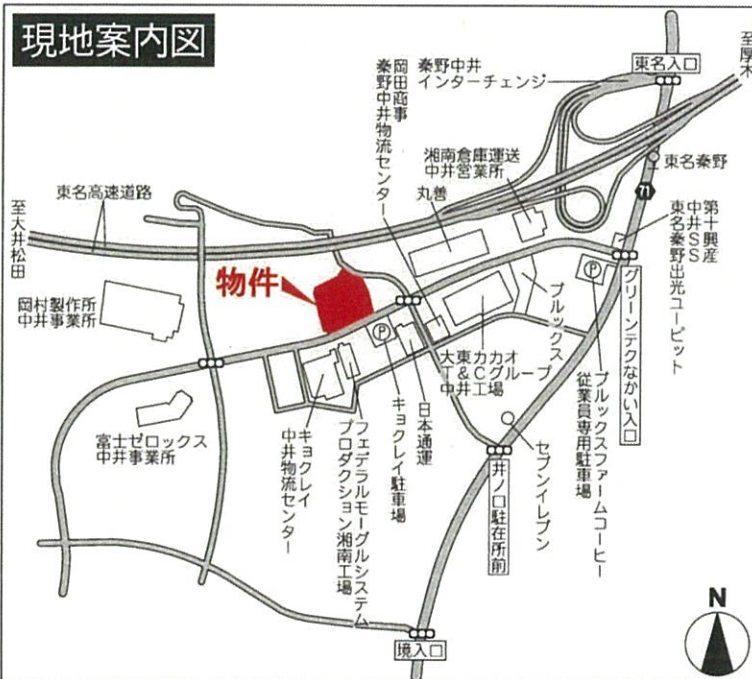 現地案内図
至厚木
東名入口
秦野中井
インターチェンジ
岡田商事
秦野中井物流センター
湘南倉庫運送
中井営業所
丸善
東名秦野
71
東名高速道路
至大井松田
第十興産
中井SS
東名秦野出光ユーピット
物件
岡村製作所
中井事業所
P
グリーンテクなかい入口
ブルックス
大東カカオ
T&Cカググループ
中井工場
ブルックスファームコーヒー
従業員専用駐車場
P
日本通運
キョクレイ駐車場
フェデラルモーグルシステム
プロダクション湘南工場
キョクレイ
中井物流センター
富士ゼロックス
中井事業所
セブンイレブン
井ノ口駐在所前
境入口
N